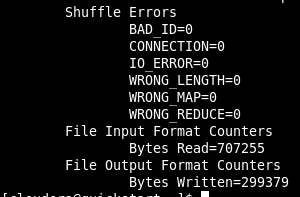 Shuffle Errors
BAD_ID=0
CONNECTION=0
IO_ERROR=0
WRONG_LENGTH=0
WRONG_MAP=0
WRONG_REDUCE=0
File Input Format Counters
Bytes Read=707255
File Output Format Counters
Bytes Written=299379